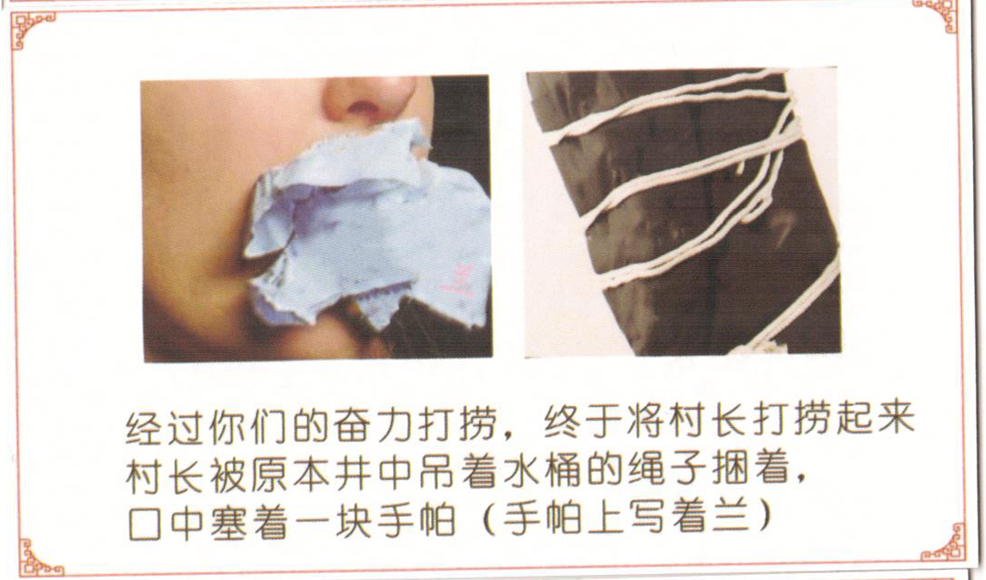 经过你们的奋力打捞，终于将村长打捞起来
村长被原本井中吊着水桶的绳子捆着，
口中塞着一块手帕（手帕上写着兰）